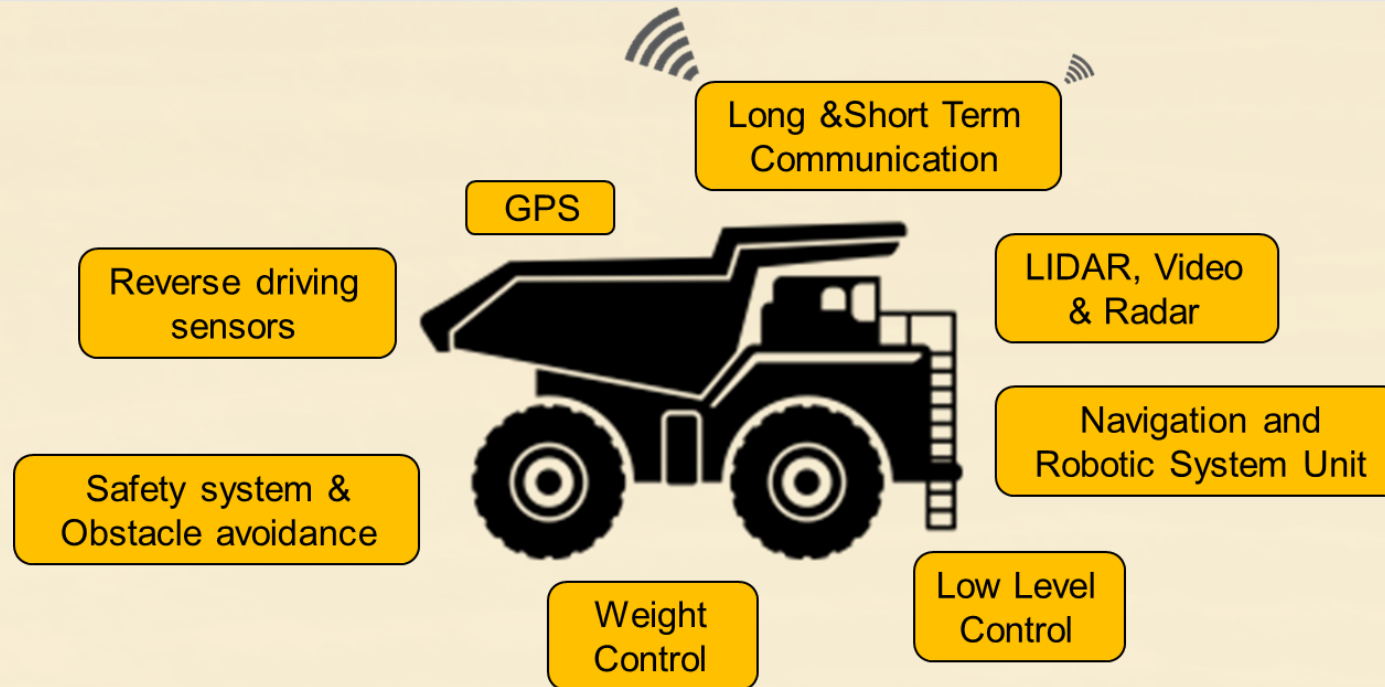 Long &Short Term
Communication
GPS
Reverse driving
sensors
LIDAR, Video
& Radar
Navigation and
Robotic System Unit
Safety system &
Obstacle avoidance
Low Level
Control
Weight
Control